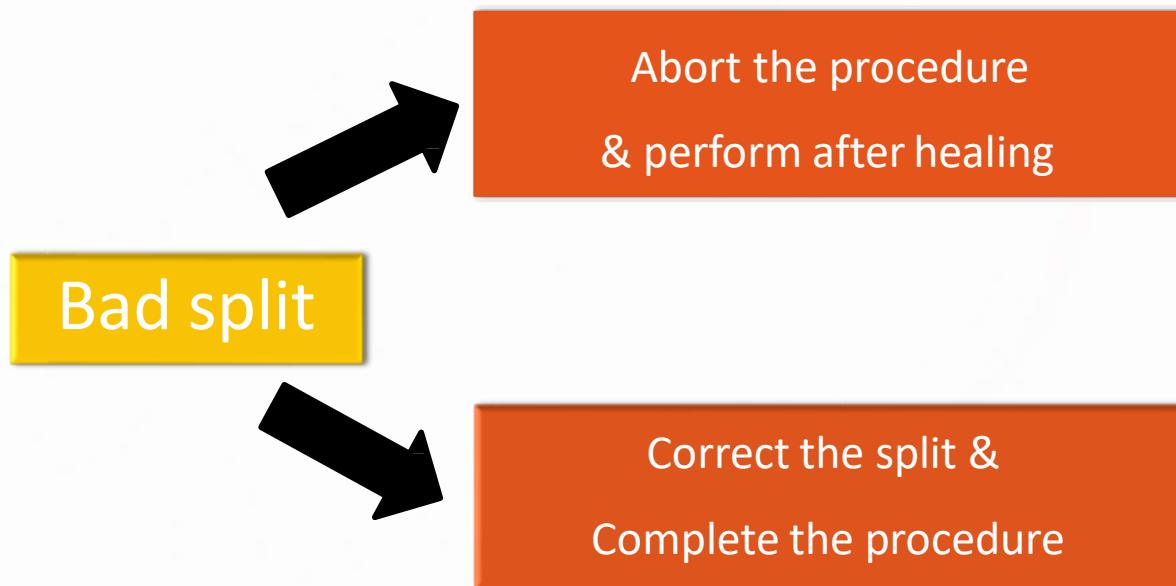 Abort the procedure
& perform after healing
Bad split
Correct the split &
Complete the procedure